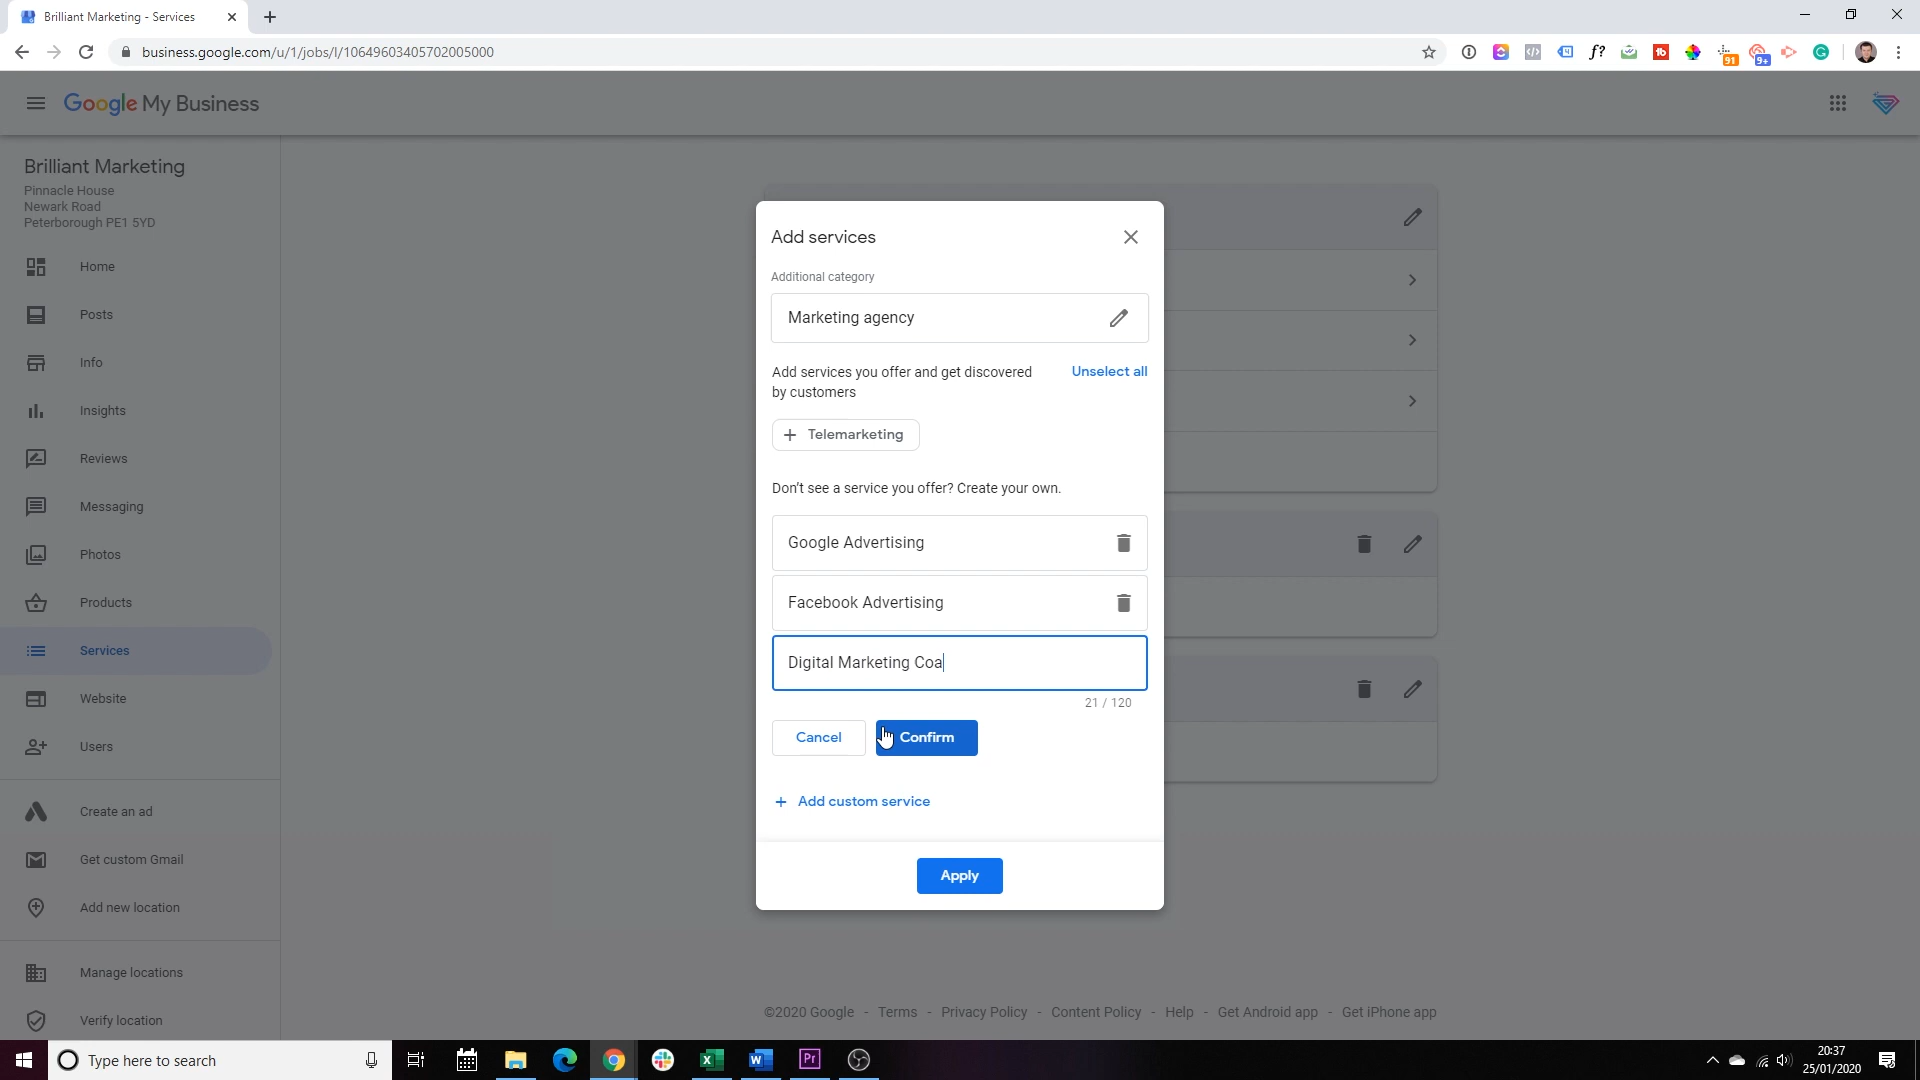 Brilliant Marketing - Services
business.google.com/u/1/jobs/l/10649603405702005000
f?
tb
91
9+
Google My Business
Brilliant Marketing
Pinnacle House
Newark Road
Peterborough PE1 5YD
Home
Posts
Info
Insights
Reviews
Messaging
Photos
Products
Services
Website
Users
Create an ad
Get custom Gmail
Add new location
Manage locations
Verify location
Add services
Additional category
Marketing agency
Add services you offer and get discovered
by customers
Unselect all
Telemarketing
Don't see a service you offer? Create your own.
Google Advertising
Facebook Advertising
Digital Marketing Coa
21 / 120
Cancel
Confirm
Add custom service
Apply
©2020 Google - Terms - Privacy Policy - Content Policy - Help - Get Android app - Get iPhone app
Type here to search
Pr
20:37
25/01/2020